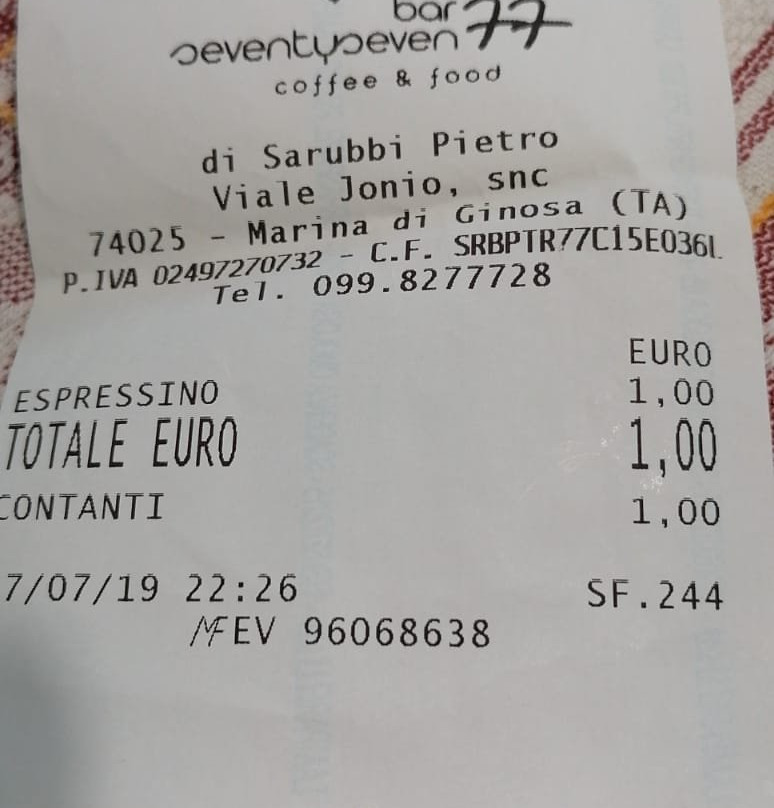 bar
seventyseven 77
coffee & food
di Sarubbi Pietro
Viale Jonio, snc
74025 - Marina di Ginosa (TA)
P.IVA 02497270732 - C.F. SRBPTR77C15E036L
Tel. 099.8277728
EURO
ESPRESSINO 1,00
TOTALE EURO 1,00
CONTANTI 1,00
7/07/19 22:26 SF.244
MFEV 96068638